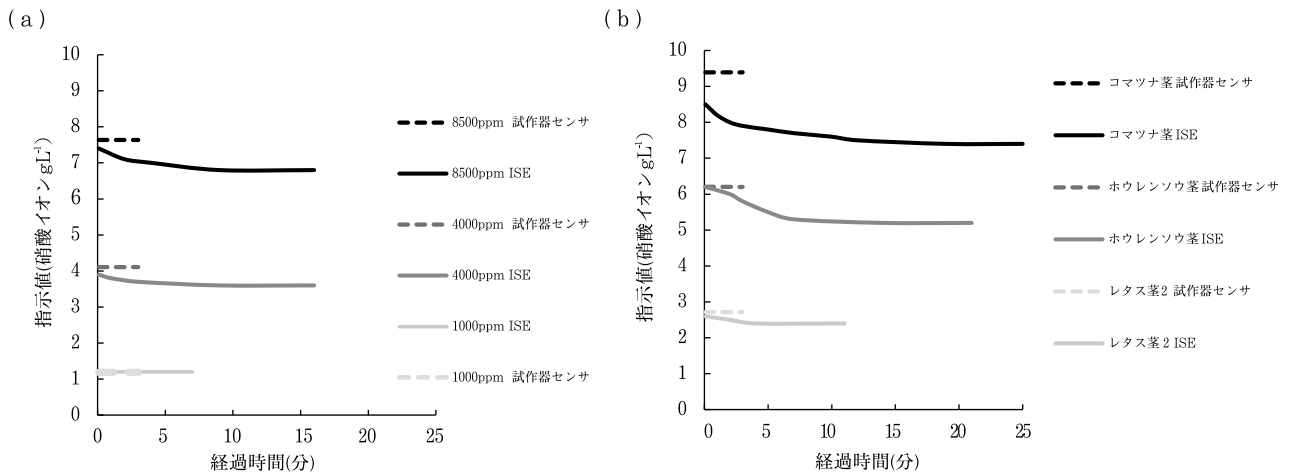 (a)
10
9
8
7
6
5
4
3
2
1
0
指示値(硝酸イオンgL⁻¹)
0 5 10 15 20 25
経過時間(分)
8500ppm 試作器センサ
8500ppm ISE
4000ppm 試作器センサ
4000ppm ISE
1000ppm ISE
1000ppm 試作器センサ
(b)
10
9
8
7
6
5
4
3
2
1
0
指示値(硝酸イオンgL⁻¹)
0 5 10 15 20 25
経過時間(分)
コマツナ茎 試作器センサ
コマツナ茎 ISE
ホウレンソウ茎 試作器センサ
ホウレンソウ茎 ISE
レタス茎2 試作器センサ
レタス茎2 ISE